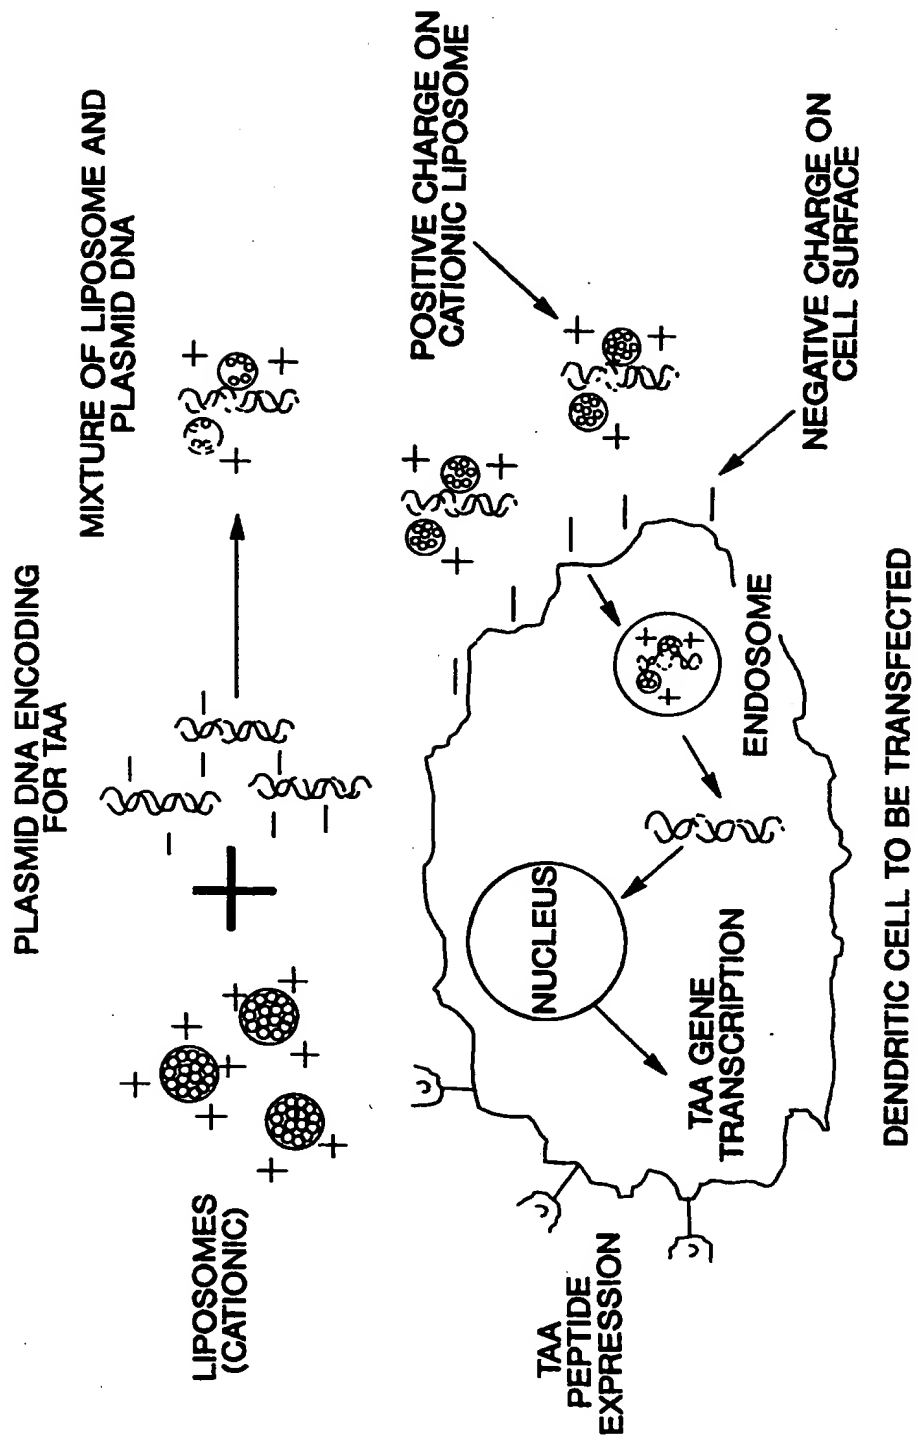 PLASMID DNA ENCODING
FOR TAA
LIPOSOMES
(CATIONIC)
MIXTURE OF LIPOSOME AND
PLASMID DNA
POSITIVE CHARGE ON
CATIONIC LIPOSOME
NEGATIVE CHARGE ON
CELL SURFACE
ENDOSOME
NUCLEUS
TAA GENE
TRANSCRIPTION
TAA
PEPTIDE
EXPRESSION
DENDRITIC CELL TO BE TRANSFECTED